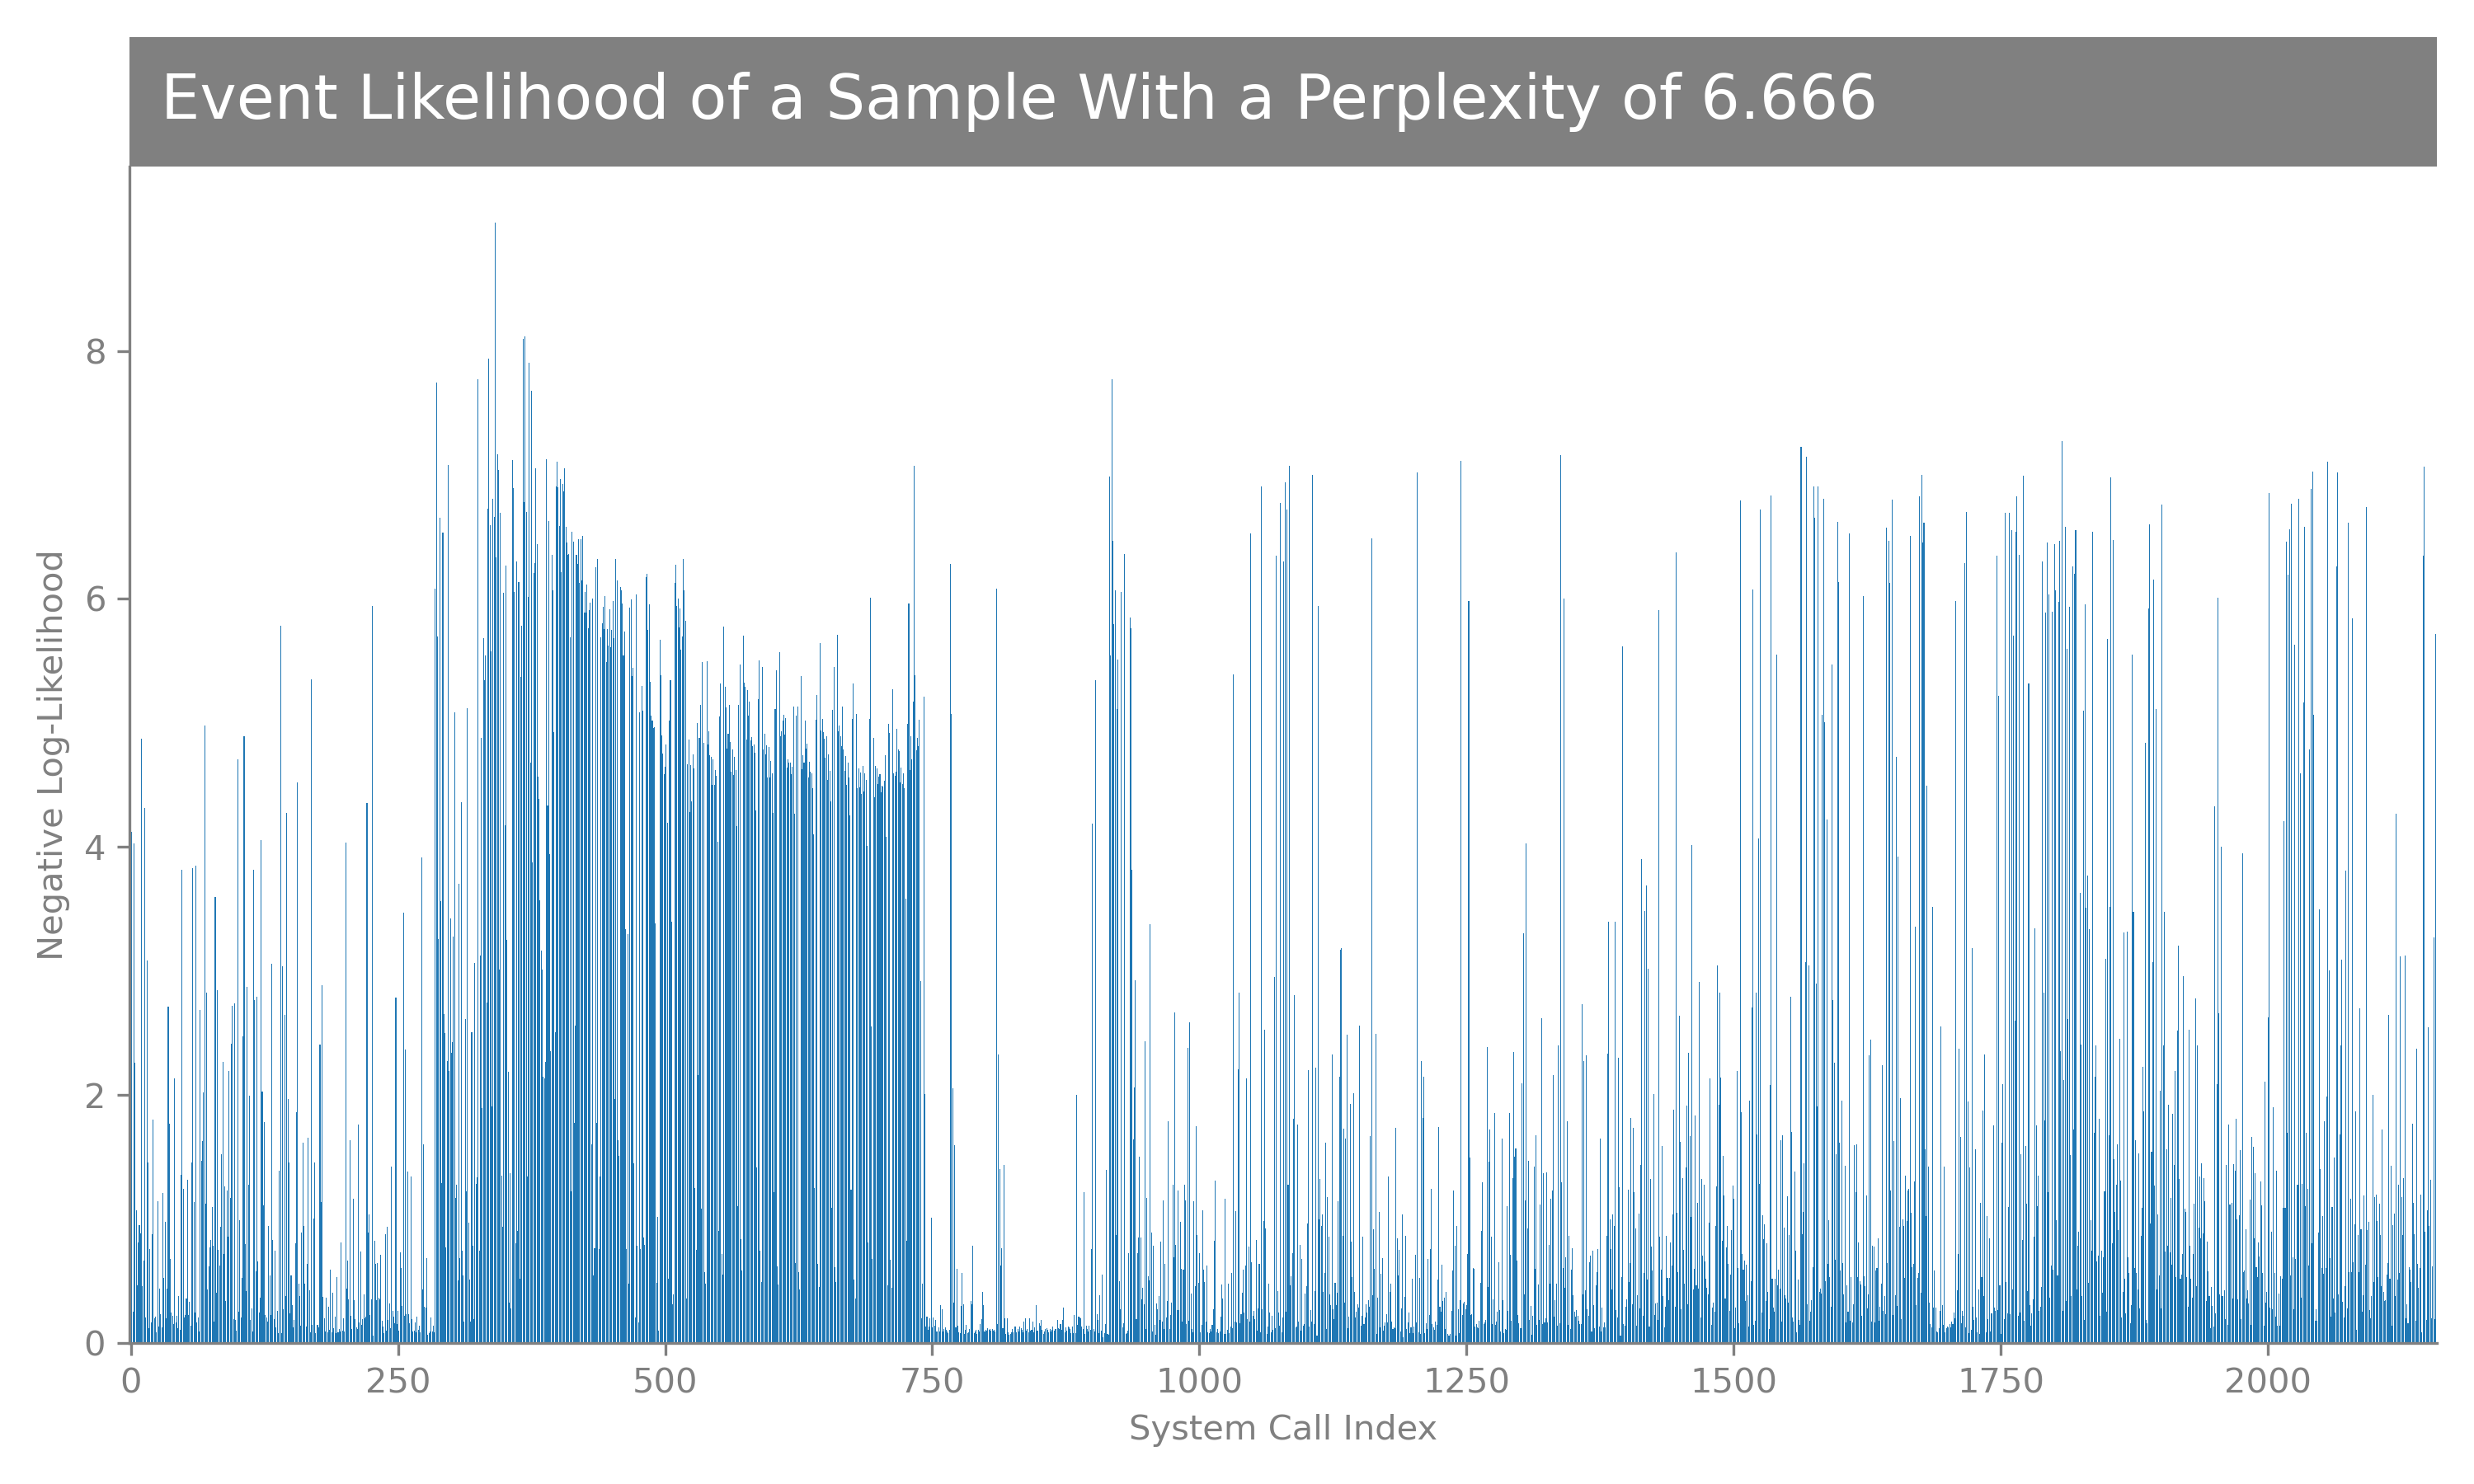 Event Likelihood of a Sample With a Perplexity of 6.666
Negative Log-Likelihood
8
6
4
2
0
0 250 500 750 1000 1250 1500 1750 2000
System Call Index